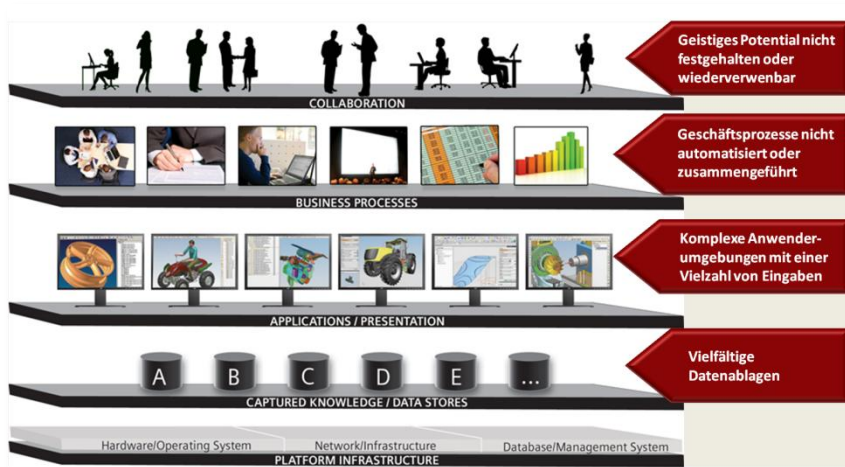 Geistiges Potential nicht
festgehalten oder
wiederverwenbar
COLLABORATION
Geschäftsprozesse nicht
automatisiert oder
zusammengeführt
BUSINESS PROCESSES
Komplexe Anwender-
umgebungen mit einer
Vielzahl von Eingaben
APPLICATIONS / PRESENTATION
Vielfältige
Datenablagen
A B C D E ...
CAPTURED KNOWLEDGE / DATA STORES
Hardware/Operating System Network/Infrastructure Database/Management System
PLATFORM INFRASTRUCTURE